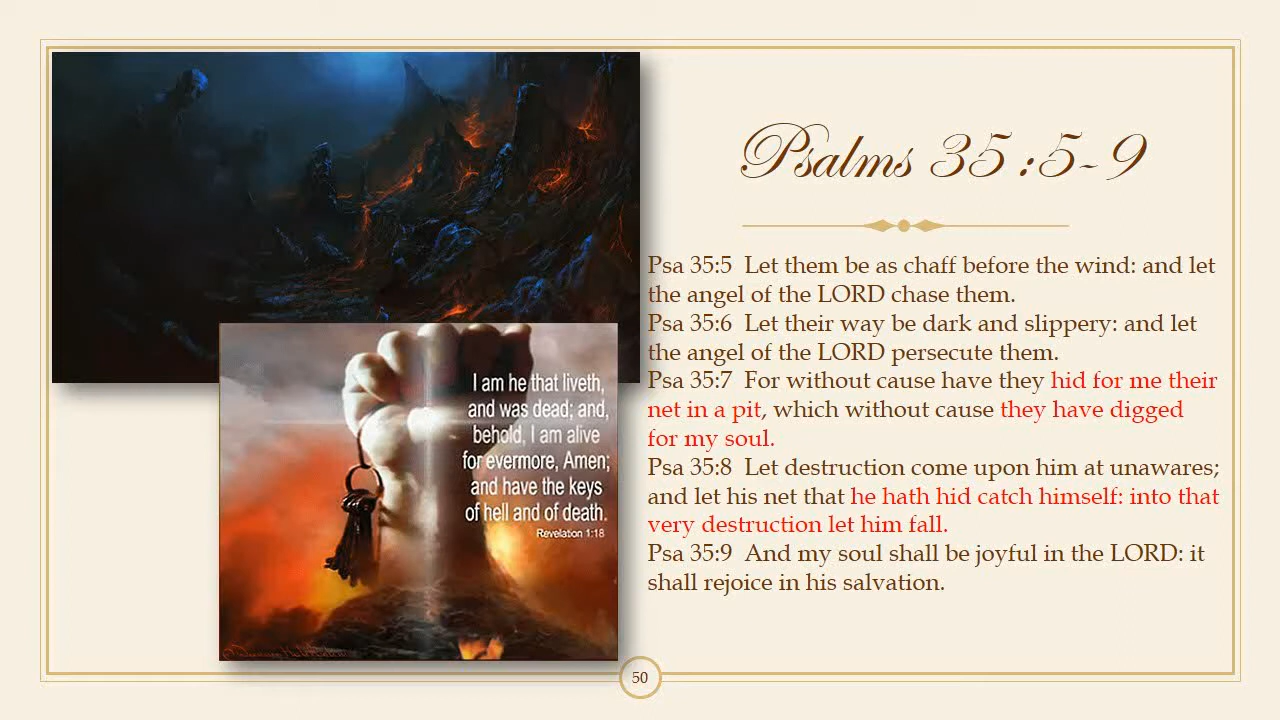 Psalms 35:5-9
Psa 35:5  Let them be as chaff before the wind: and let
the angel of the LORD chase them.
Psa 35:6  Let their way be dark and slippery: and let
the angel of the LORD persecute them.
Psa 35:7  For without cause have they hid for me their
net in a pit, which without cause they have digged
for my soul.
Psa 35:8  Let destruction come upon him at unawares;
and let his net that he hath hid catch himself: into that
very destruction let him fall.
Psa 35:9  And my soul shall be joyful in the LORD: it
shall rejoice in his salvation.
I am he that liveth,
and was dead; and,
behold, I am alive
for evermore, Amen;
and have the keys
of hell and of death.
Revelation 1:18
50